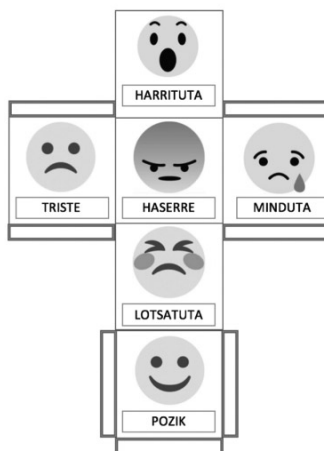 HARRITUTA
TRISTE
HASERRE
MINDUTA
LOTSATUTA
POZIK